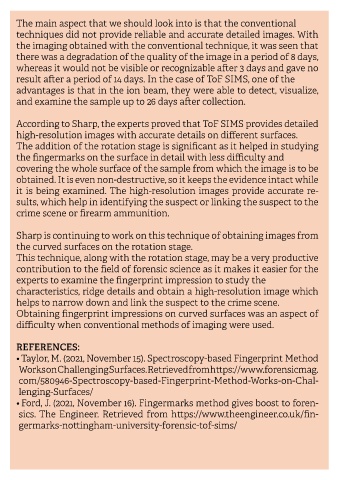 The main aspect that we should look into is that the conventional
techniques did not provide reliable and accurate detailed images. With
the imaging obtained with the conventional technique, it was seen that
there was a degradation of the quality of the image in a period of 8 days,
whereas it would not be visible or recognizable after 3 days and gave no
result after a period of 14 days. In the case of ToF SIMS, one of the
advantages is that in the ion beam, they were able to detect, visualize,
and examine the sample up to 26 days after collection.
According to Sharp, the experts proved that ToF SIMS provides detailed
high-resolution images with accurate details on different surfaces.
The addition of the rotation stage is significant as it helped in studying
the fingermarks on the surface in detail with less difficulty and
covering the whole surface of the sample from which the image is to be
obtained. It is even non-destructive, so it keeps the evidence intact while
it is being examined. The high-resolution images provide accurate re-
sults, which help in identifying the suspect or linking the suspect to the
crime scene or firearm ammunition.
Sharp is continuing to work on this technique of obtaining images from
the curved surfaces on the rotation stage.
This technique, along with the rotation stage, may be a very productive
contribution to the field of forensic science as it makes it easier for the
experts to examine the fingerprint impression to study the
characteristics, ridge details and obtain a high-resolution image which
helps to narrow down and link the suspect to the crime scene.
Obtaining fingerprint impressions on curved surfaces was an aspect of
difficulty when conventional methods of imaging were used.
REFERENCES:
• Taylor, M. (2021, November 15). Spectroscopy-based Fingerprint Method
Works on Challenging Surfaces. Retrieved from https://www.forensicmag.
com/580946-Spectroscopy-based-Fingerprint-Method-Works-on-Chal-
lenging-Surfaces/
• Ford, J. (2021, November 16). Fingermarks method gives boost to foren-
sics. The Engineer. Retrieved from https://www.theengineer.co.uk/fin-
germarks-nottingham-university-forensic-tof-sims/